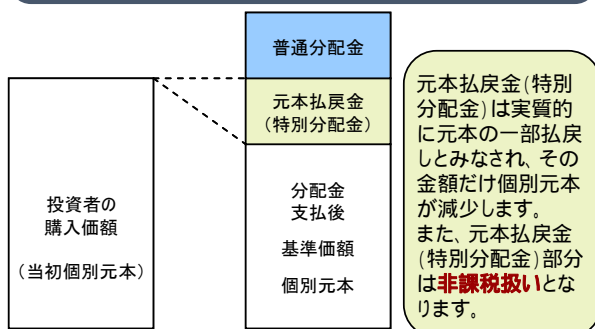 普通分配金
元本払戻金
（特別分配金）
投資者の
購入価額
（当初個別元本）
分配金
支払後
基準価額
個別元本
元本払戻金(特別
分配金)は実質的
に元本の一部払戻
しとみなされ、その
金額だけ個別元本
が減少します。
また、元本払戻金
(特別分配金)部分
は非課税扱いとな
ります。